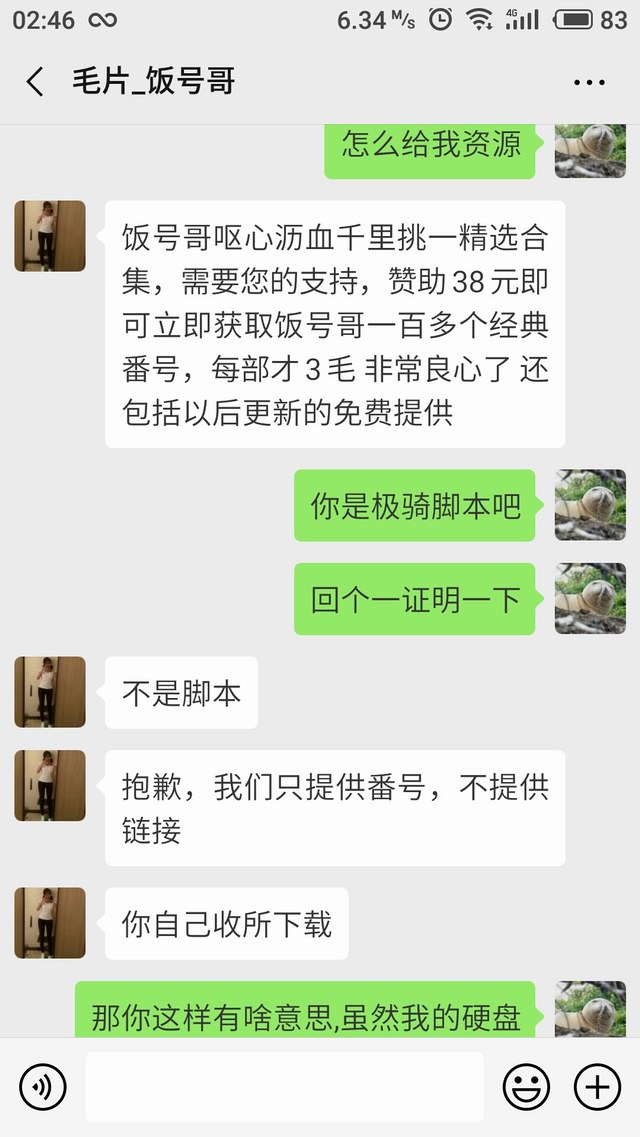 02:46 6.34 M/s 4G 83
毛片_饭号哥
怎么给我资源
饭号哥呕心沥血千里挑一精选合
集，需要您的支持，赞助 38 元即
可立即获取饭号哥一百多个经典
番号，每部才 3 毛 非常良心了 还
包括以后更新的免费提供
你是极骑脚本吧
回个一证明一下
不是脚本
抱歉，我们只提供番号，不提供
链接
你自己收所下载
那你这样有啥意思,虽然我的硬盘